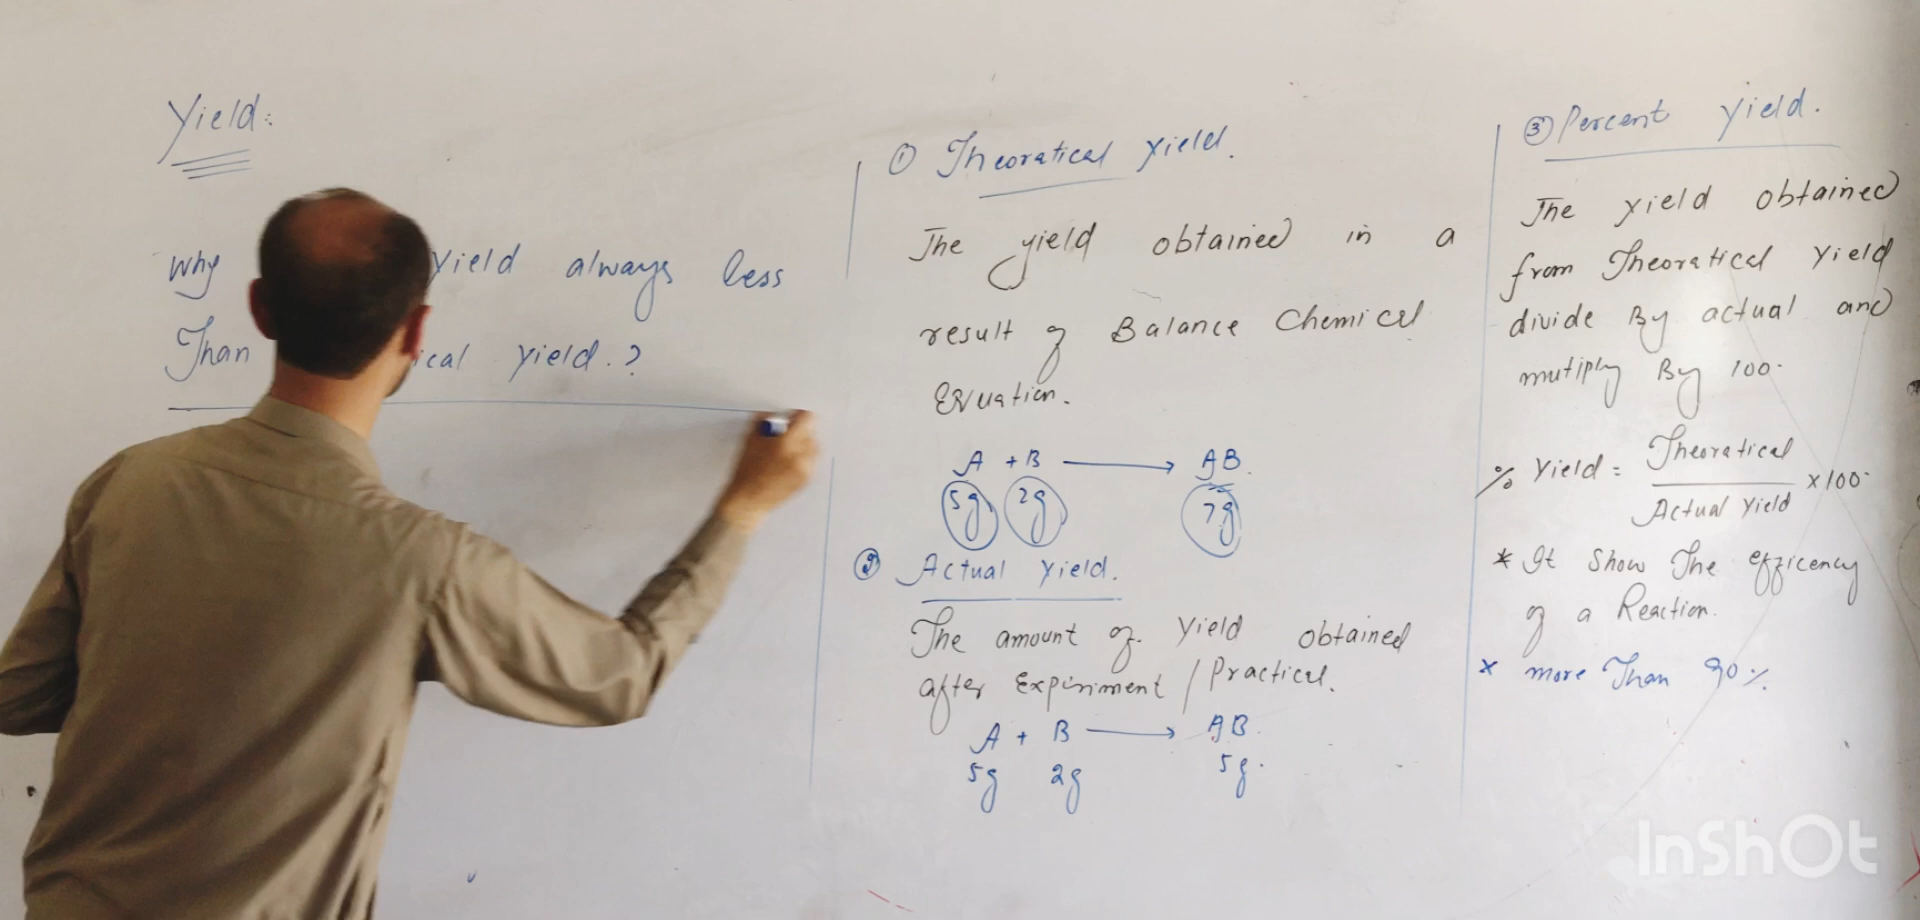 Yield:
Why Yield always less
Than ical yield.?
① Theoratical yield.
The yield obtained in a
result of Balance Chemical
Equation.
A + B → AB
5g 2g 7g
② Actual yield.
The amount of yield obtained
after Expiriment / Practical.
A + B → AB.
5g 2g 5g.
③ Percent yield.
The yield obtained
from Theoratical yield
divide By actual and
mutiply By 100.
% Yield = Theoratical / Actual Yield × 100.
* It Show The efficency
of a Reaction.
* more Than 90%.
InShOt